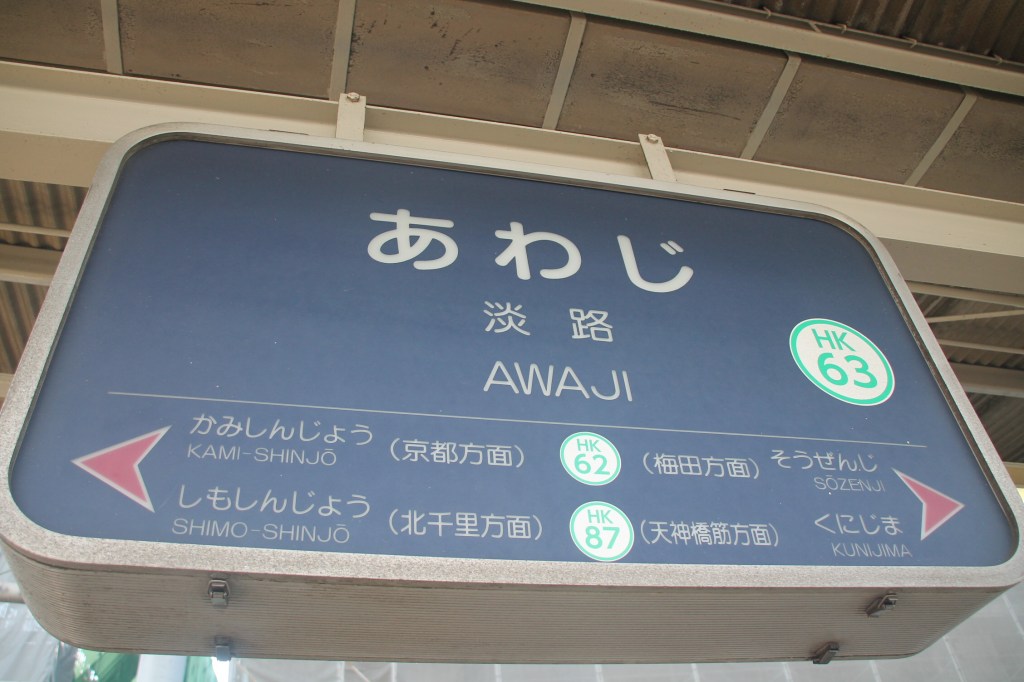 あわじ
淡路
AWAJI
HK
63
かみしんじょう
KAMI-SHINJŌ
（京都方面）
HK
62
（梅田方面）
そうぜんじ
SŌZENJI
しもしんじょう
SHIMO-SHINJŌ
（北千里方面）
HK
87
（天神橋筋方面）
くにじま
KUNIJIMA